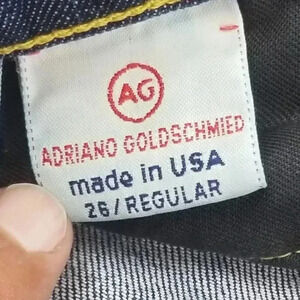 AG
ADRIANO GOLDSCHMIED
made in USA
26/REGULAR